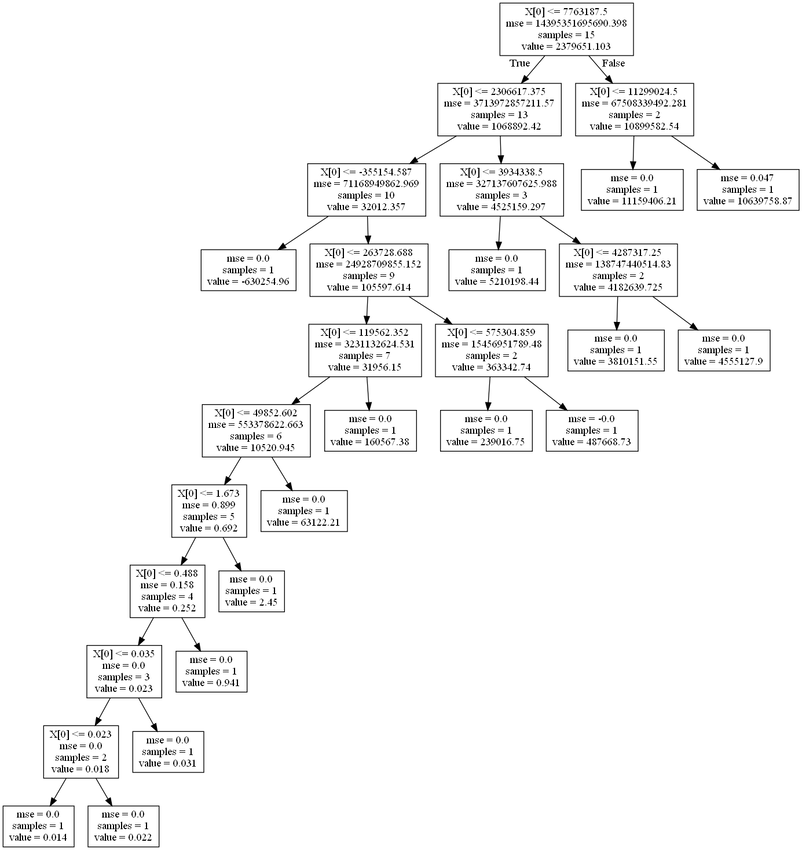 X[0] <= 7763187.5
mse = 14395351695690.398
samples = 15
value = 2379651.103
True
False
X[0] <= 2306617.375
mse = 3713972857211.57
samples = 13
value = 1068892.42
X[0] <= 11299024.5
mse = 67508339492.281
samples = 2
value = 10899582.54
X[0] <= -355154.587
mse = 71168949862.969
samples = 10
value = 32012.357
X[0] <= 3934338.5
mse = 327137607625.988
samples = 3
value = 4525159.297
mse = 0.0
samples = 1
value = 11159406.21
mse = 0.047
samples = 1
value = 10639758.87
mse = 0.0
samples = 1
value = -630254.96
X[0] <= 263728.688
mse = 24928709855.152
samples = 9
value = 105597.614
mse = 0.0
samples = 1
value = 5210198.44
X[0] <= 4287317.25
mse = 138747440514.83
samples = 2
value = 4182639.725
X[0] <= 119562.352
mse = 3231132624.531
samples = 7
value = 31956.15
X[0] <= 575304.859
mse = 15456951789.48
samples = 2
value = 363342.74
mse = 0.0
samples = 1
value = 3810151.55
mse = 0.0
samples = 1
value = 4555127.9
X[0] <= 49852.602
mse = 553378622.663
samples = 6
value = 10520.945
mse = 0.0
samples = 1
value = 160567.38
mse = 0.0
samples = 1
value = 239016.75
mse = -0.0
samples = 1
value = 487668.73
X[0] <= 1.673
mse = 0.899
samples = 5
value = 0.692
mse = 0.0
samples = 1
value = 63122.21
X[0] <= 0.488
mse = 0.158
samples = 4
value = 0.252
mse = 0.0
samples = 1
value = 2.45
X[0] <= 0.035
mse = 0.0
samples = 3
value = 0.023
mse = 0.0
samples = 1
value = 0.941
X[0] <= 0.023
mse = 0.0
samples = 2
value = 0.018
mse = 0.0
samples = 1
value = 0.031
mse = 0.0
samples = 1
value = 0.014
mse = 0.0
samples = 1
value = 0.022